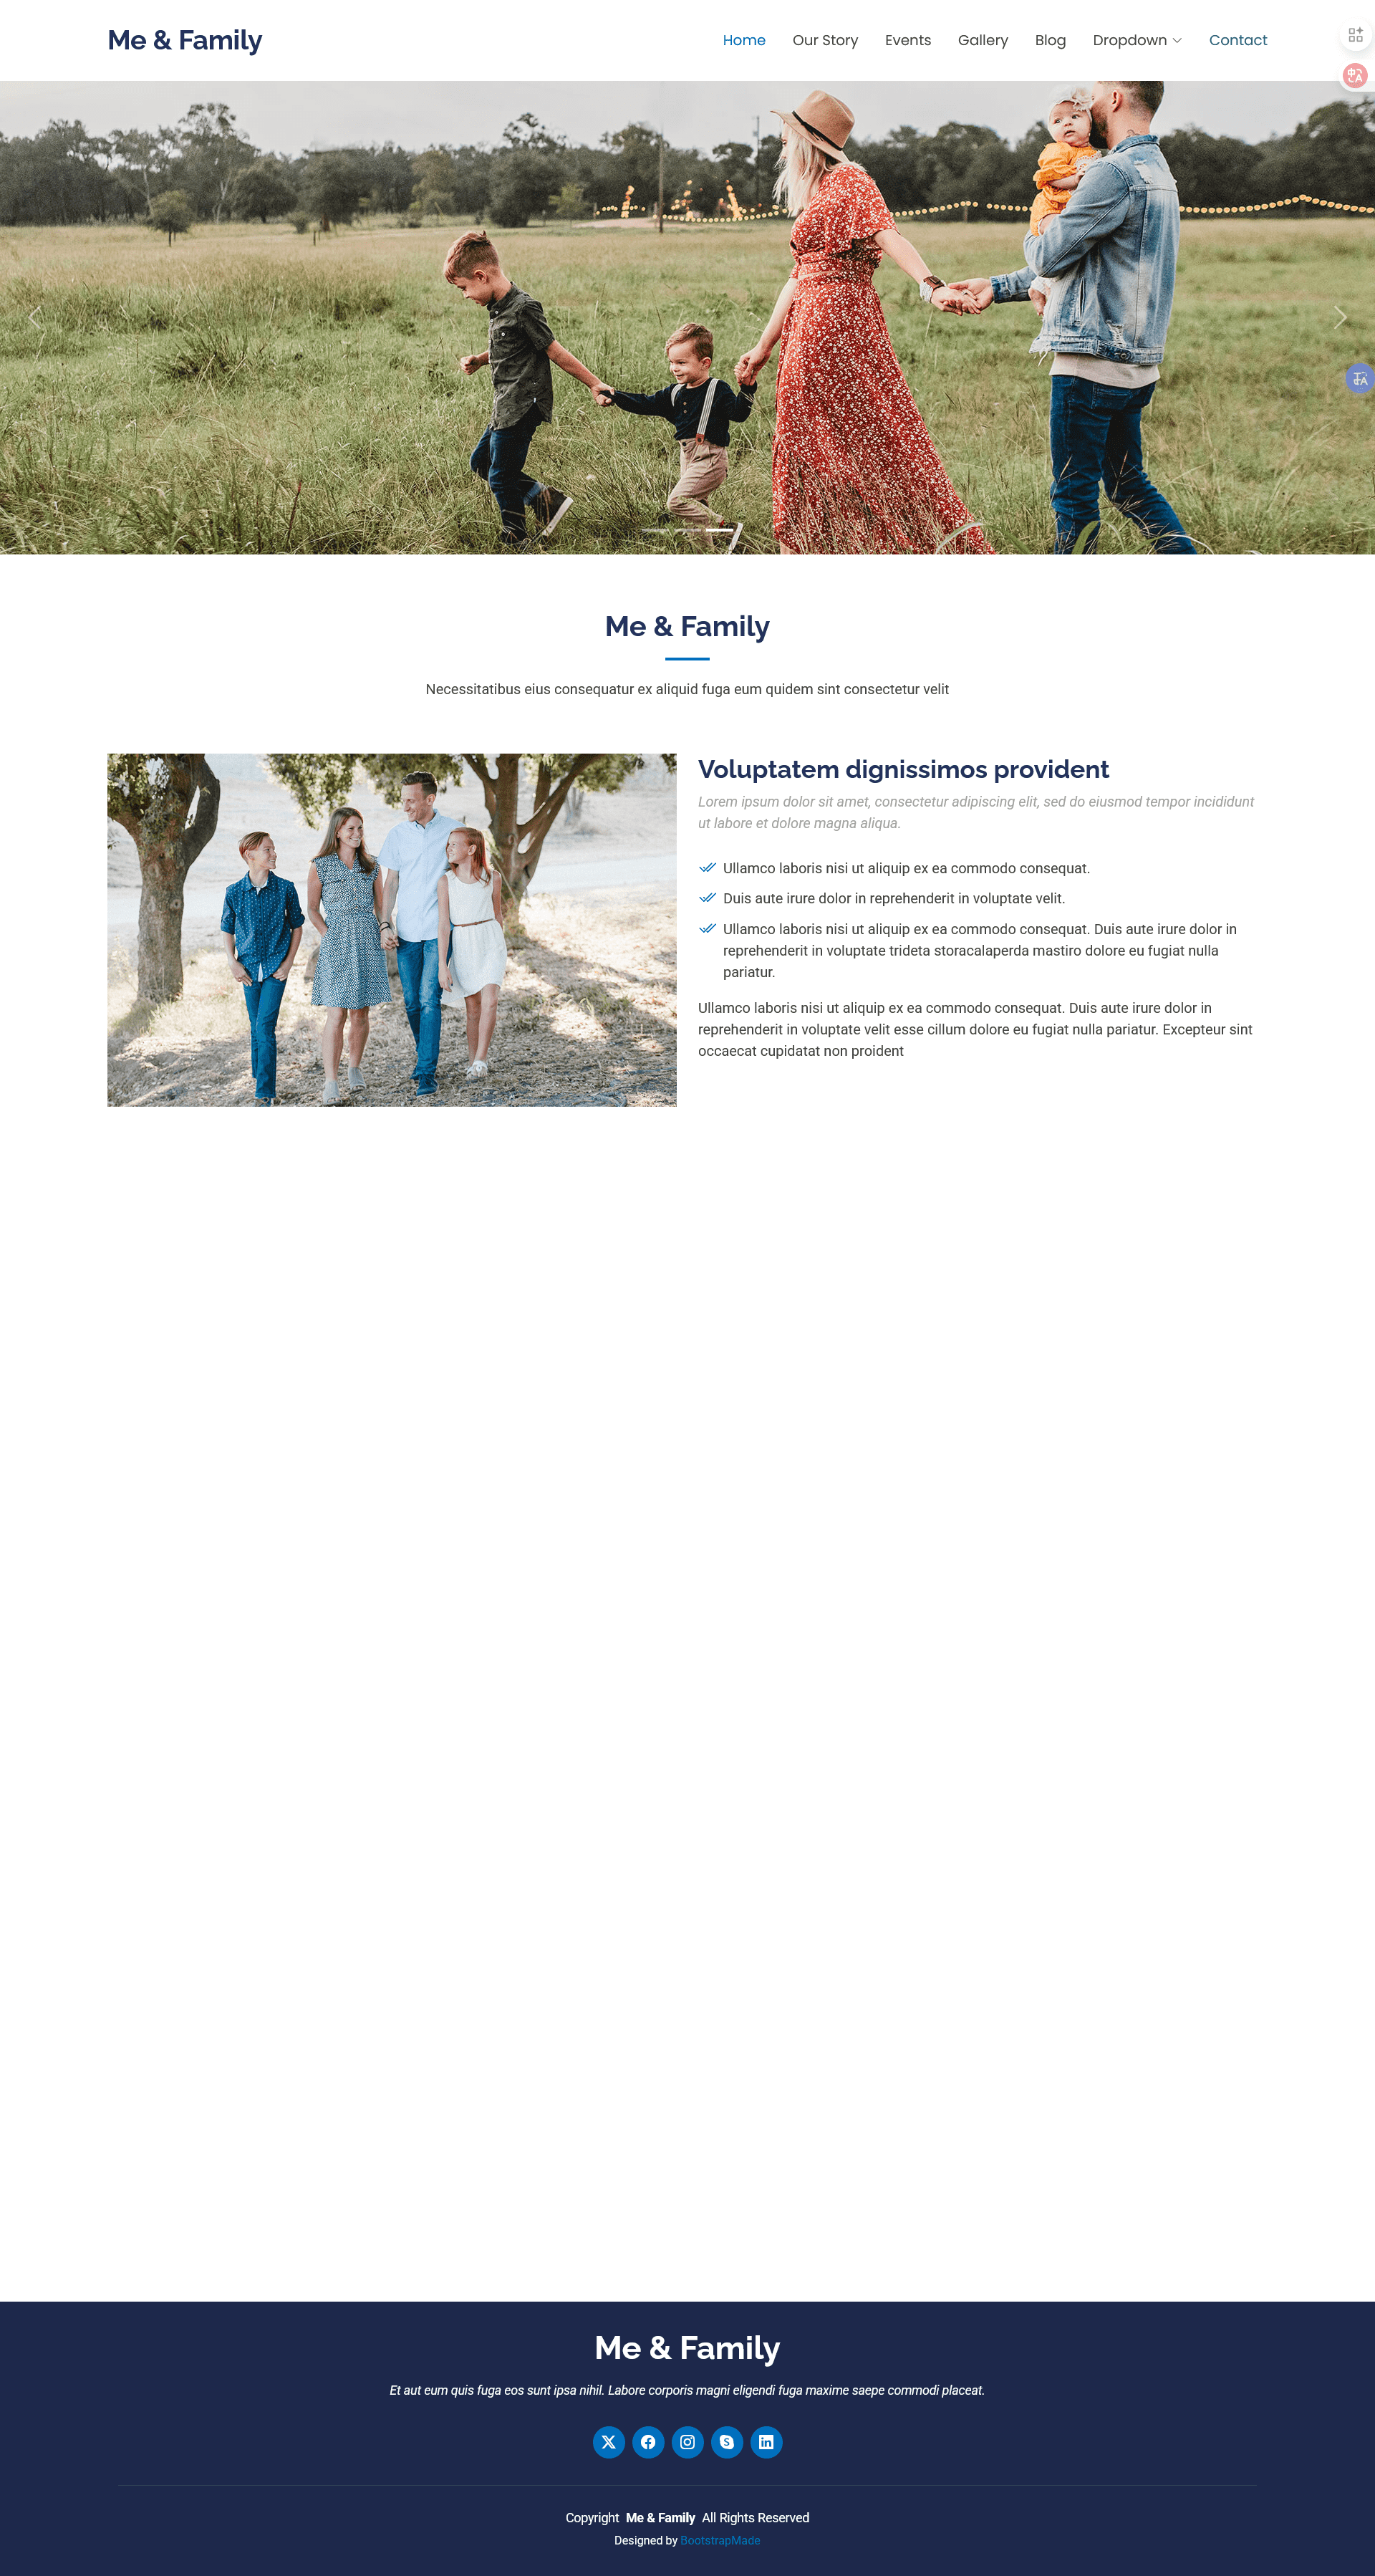 Me & Family
Home Our Story Events Gallery Blog Dropdown Contact
Me & Family
Necessitatibus eius consequatur ex aliquid fuga eum quidem sint consectetur velit
Voluptatem dignissimos provident
Lorem ipsum dolor sit amet, consectetur adipiscing elit, sed do eiusmod tempor incididunt
ut labore et dolore magna aliqua.
Ullamco laboris nisi ut aliquip ex ea commodo consequat.
Duis aute irure dolor in reprehenderit in voluptate velit.
Ullamco laboris nisi ut aliquip ex ea commodo consequat. Duis aute irure dolor in
reprehenderit in voluptate trideta storacalaperda mastiro dolore eu fugiat nulla
pariatur.
Ullamco laboris nisi ut aliquip ex ea commodo consequat. Duis aute irure dolor in
reprehenderit in voluptate velit esse cillum dolore eu fugiat nulla pariatur. Excepteur sint
occaecat cupidatat non proident
Me & Family
Et aut eum quis fuga eos sunt ipsa nihil. Labore corporis magni eligendi fuga maxime saepe commodi placeat.
Copyright Me & Family All Rights Reserved
Designed by BootstrapMade